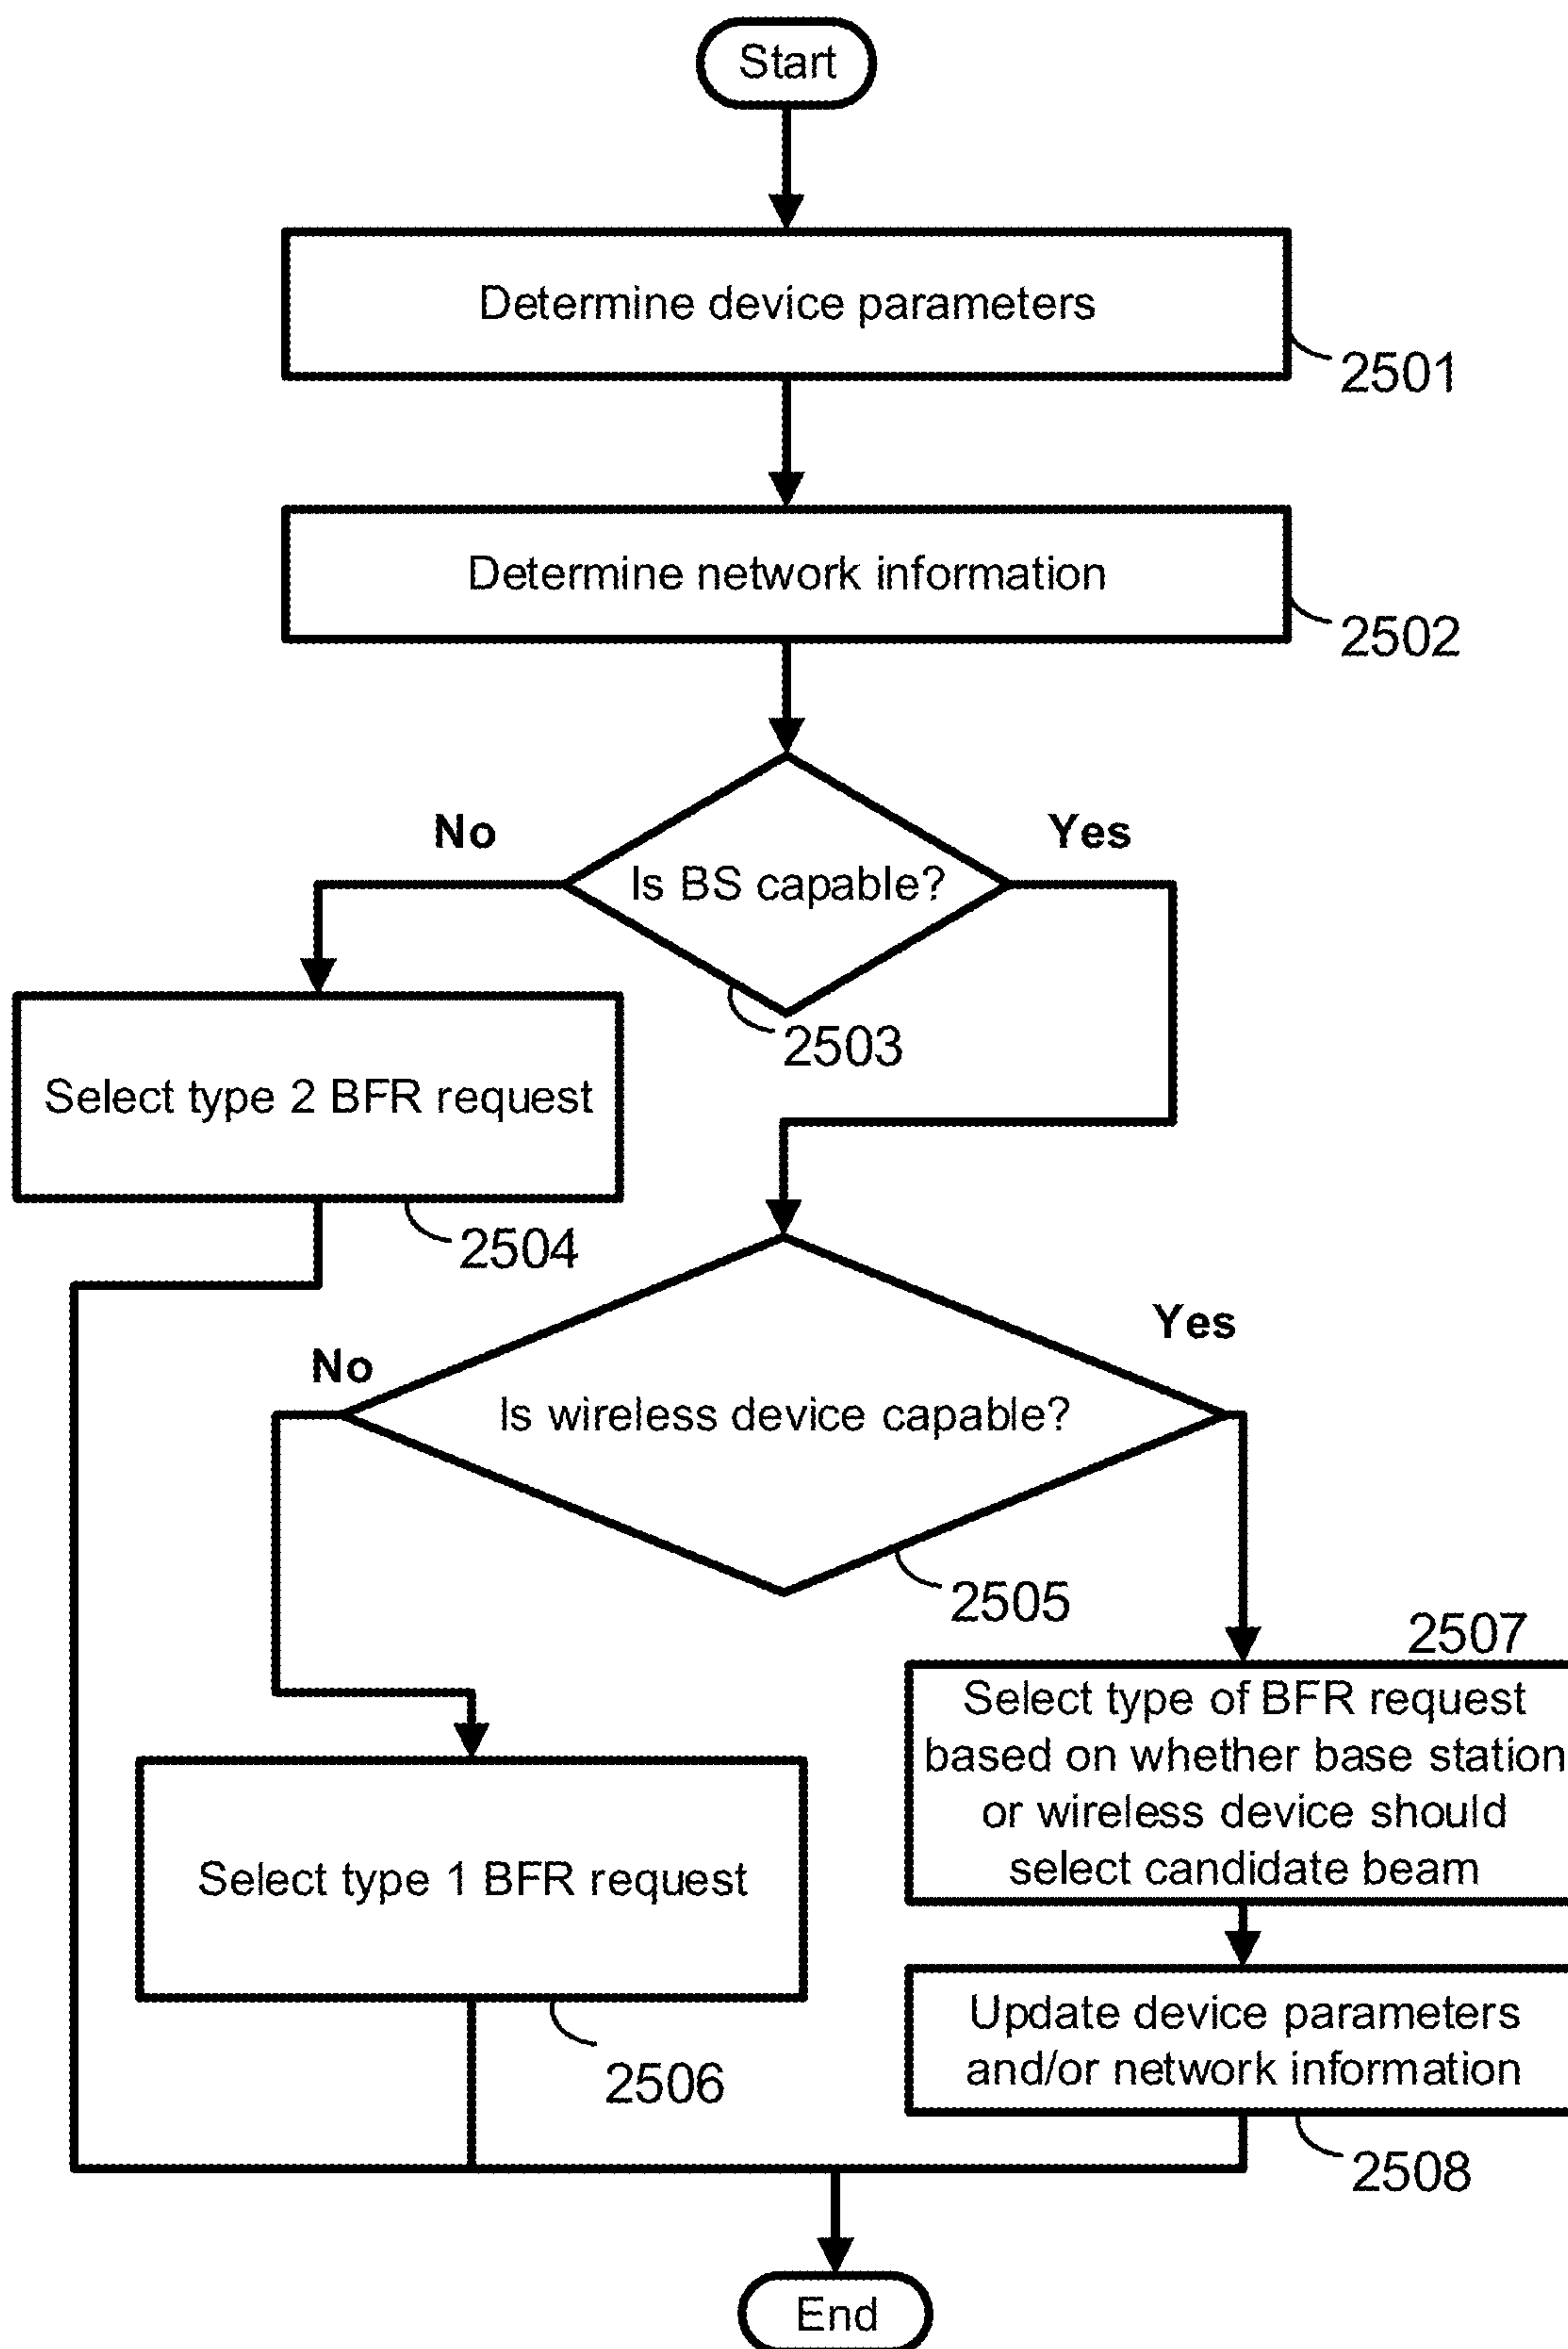 Start
Determine device parameters
2501
Determine network information
2502
No
Yes
Is BS capable?
2503
Select type 2 BFR request
2504
Yes
No
Is wireless device capable?
2505
2507
Select type of BFR request
based on whether base station
or wireless device should
select candidate beam
Select type 1 BFR request
2506
Update device parameters
and/or network information
2508
End